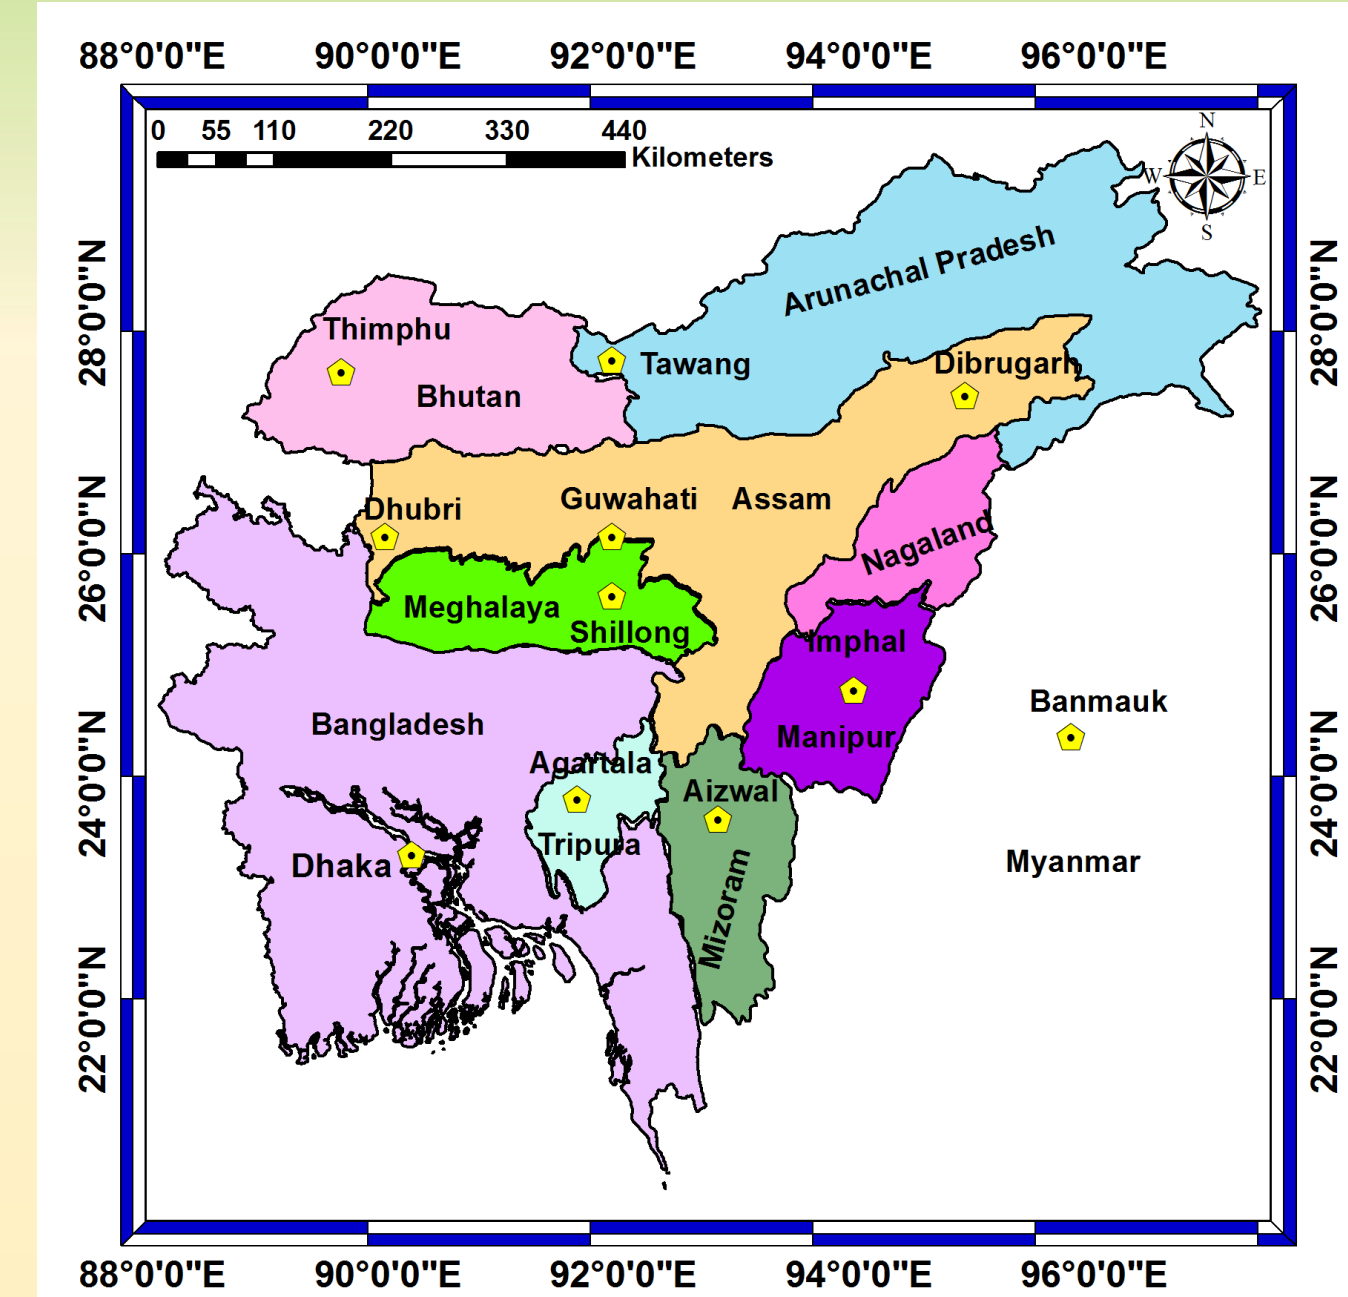 88°0'0"E 90°0'0"E 92°0'0"E 94°0'0"E 96°0'0"E
0 55 110 220 330 440
Kilometers
N
W E
S
28°0'0"N
28°0'0"N
26°0'0"N
26°0'0"N
24°0'0"N
24°0'0"N
22°0'0"N
22°0'0"N
Arunachal Pradesh
Thimphu
Tawang
Dibrugarh
Bhutan
Dhubri
Guwahati
Assam
Nagaland
Meghalaya
Shillong
Imphal
Banmauk
Bangladesh
Manipur
Agartala
Aizwal
Tripura
Dhaka
Myanmar
Mizoram
88°0'0"E 90°0'0"E 92°0'0"E 94°0'0"E 96°0'0"E